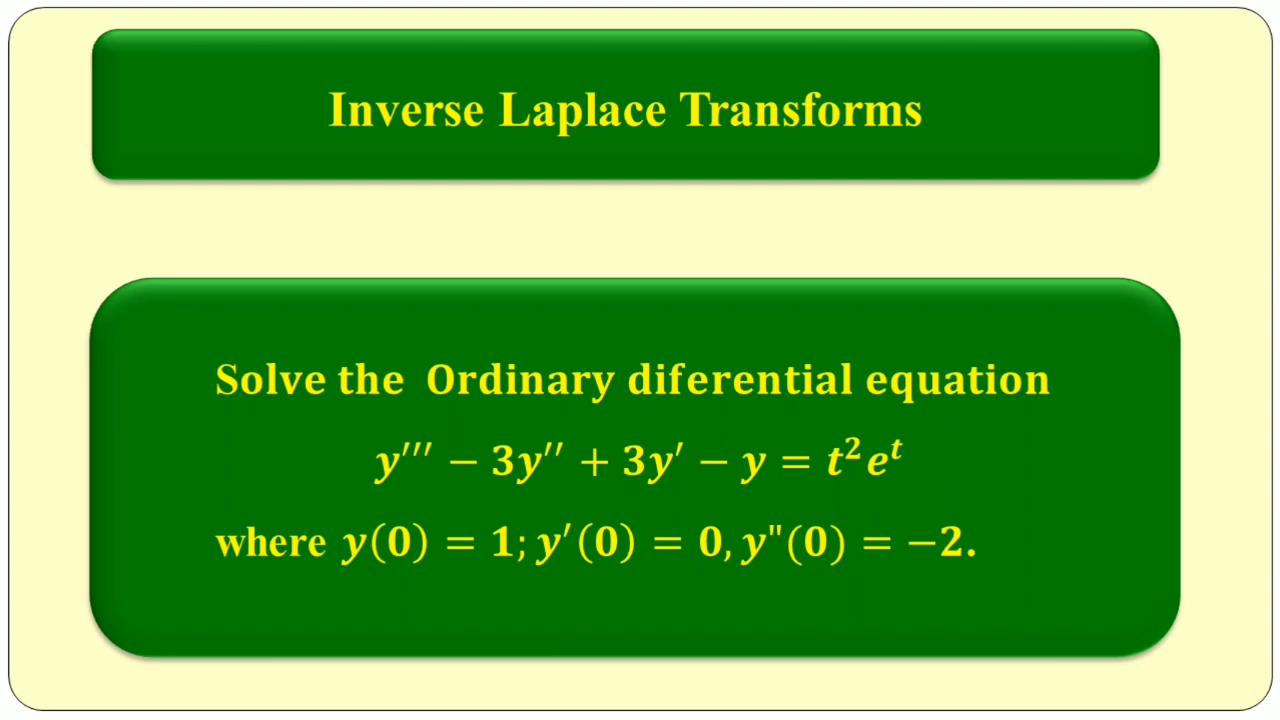 Inverse Laplace Transforms
Solve the Ordinary diferential equation
y′′′ − 3y′′ + 3y′ − y = t²eᵗ
where y(0) = 1; y′(0) = 0, y"(0) = −2.